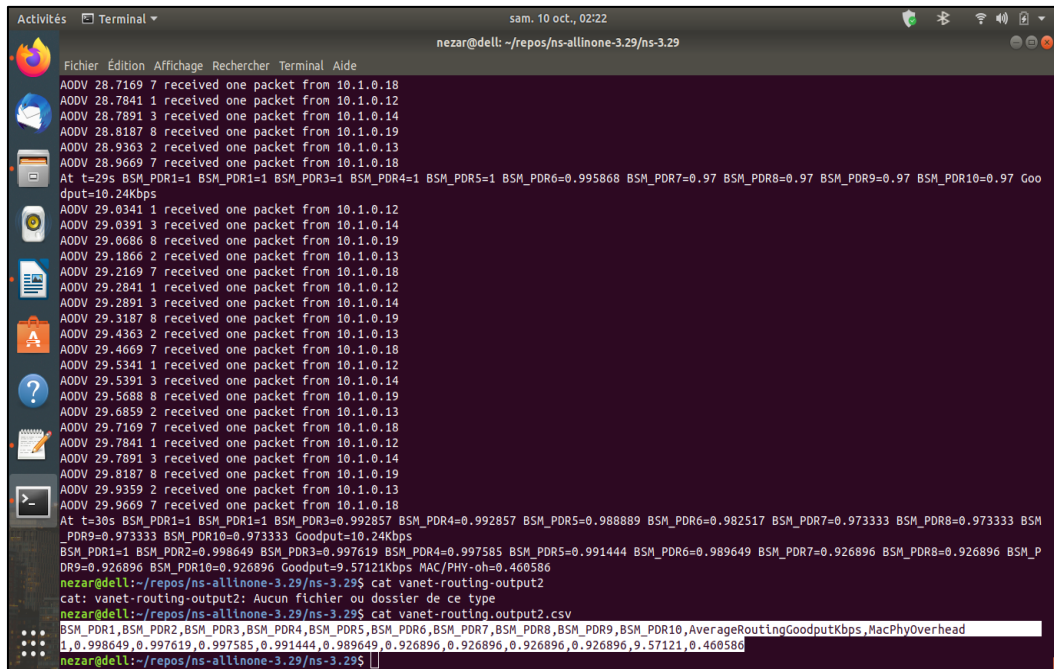 Activités Terminal sam. 10 oct., 02:22
nezar@dell: ~/repos/ns-allinone-3.29/ns-3.29
Fichier Édition Affichage Rechercher Terminal Aide
AODV 28.7169 7 received one packet from 10.1.0.18
AODV 28.7841 1 received one packet from 10.1.0.12
AODV 28.7891 3 received one packet from 10.1.0.14
AODV 28.8187 8 received one packet from 10.1.0.19
AODV 28.9363 2 received one packet from 10.1.0.13
AODV 28.9669 7 received one packet from 10.1.0.18
At t=29s BSM_PDR1=1 BSM_PDR1=1 BSM_PDR3=1 BSM_PDR4=1 BSM_PDR5=1 BSM_PDR6=0.995868 BSM_PDR7=0.97 BSM_PDR8=0.97 BSM_PDR9=0.97 BSM_PDR10=0.97 Goo
dput=10.24Kbps
AODV 29.0341 1 received one packet from 10.1.0.12
AODV 29.0391 3 received one packet from 10.1.0.14
AODV 29.0686 8 received one packet from 10.1.0.19
AODV 29.1866 2 received one packet from 10.1.0.13
AODV 29.2169 7 received one packet from 10.1.0.18
AODV 29.2841 1 received one packet from 10.1.0.12
AODV 29.2891 3 received one packet from 10.1.0.14
AODV 29.3187 8 received one packet from 10.1.0.19
AODV 29.4363 2 received one packet from 10.1.0.13
AODV 29.4669 7 received one packet from 10.1.0.18
AODV 29.5341 1 received one packet from 10.1.0.12
AODV 29.5391 3 received one packet from 10.1.0.14
AODV 29.5688 8 received one packet from 10.1.0.19
AODV 29.6859 2 received one packet from 10.1.0.13
AODV 29.7169 7 received one packet from 10.1.0.18
AODV 29.7841 1 received one packet from 10.1.0.12
AODV 29.7891 3 received one packet from 10.1.0.14
AODV 29.8187 8 received one packet from 10.1.0.19
AODV 29.9359 2 received one packet from 10.1.0.13
AODV 29.9669 7 received one packet from 10.1.0.18
At t=30s BSM_PDR1=1 BSM_PDR1=1 BSM_PDR3=0.992857 BSM_PDR4=0.992857 BSM_PDR5=0.988889 BSM_PDR6=0.982517 BSM_PDR7=0.973333 BSM_PDR8=0.973333 BSM
_PDR9=0.973333 BSM_PDR10=0.973333 Goodput=10.24Kbps
BSM_PDR1=1 BSM_PDR2=0.998649 BSM_PDR3=0.997619 BSM_PDR4=0.997585 BSM_PDR5=0.991444 BSM_PDR6=0.989649 BSM_PDR7=0.926896 BSM_PDR8=0.926896 BSM_P
DR9=0.926896 BSM_PDR10=0.926896 Goodput=9.57121Kbps MAC/PHY-oh=0.460586
nezar@dell:~/repos/ns-allinone-3.29/ns-3.29$ cat vanet-routing-output2
cat: vanet-routing-output2: Aucun fichier ou dossier de ce type
nezar@dell:~/repos/ns-allinone-3.29/ns-3.29$ cat vanet-routing.output2.csv
BSM_PDR1,BSM_PDR2,BSM_PDR3,BSM_PDR4,BSM_PDR5,BSM_PDR6,BSM_PDR7,BSM_PDR8,BSM_PDR9,BSM_PDR10,AverageRoutingGoodputKbps,MacPhyOverhead
1,0.998649,0.997619,0.997585,0.991444,0.989649,0.926896,0.926896,0.926896,0.926896,9.57121,0.460586
nezar@dell:~/repos/ns-allinone-3.29/ns-3.29$